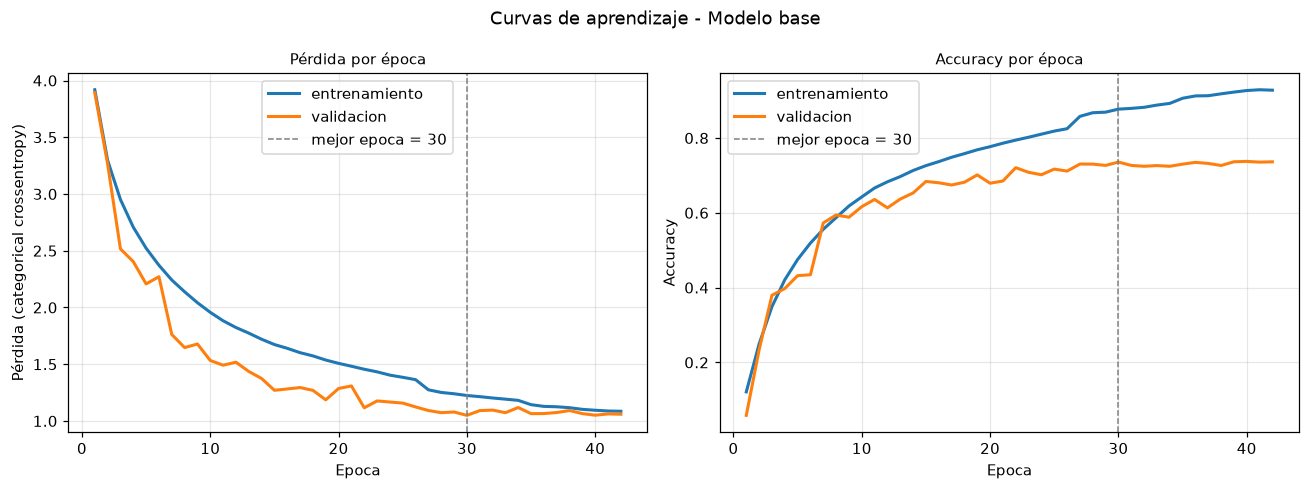 Curvas de aprendizaje - Modelo base
Pérdida por época
Pérdida (categorical crossentropy)
4.0
3.5
3.0
2.5
2.0
1.5
1.0
entrenamiento
validacion
mejor epoca = 30
0 10 20 30 40
Epoca
Accuracy por época
Accuracy
0.8
0.6
0.4
0.2
entrenamiento
validacion
mejor epoca = 30
0 10 20 30 40
Epoca